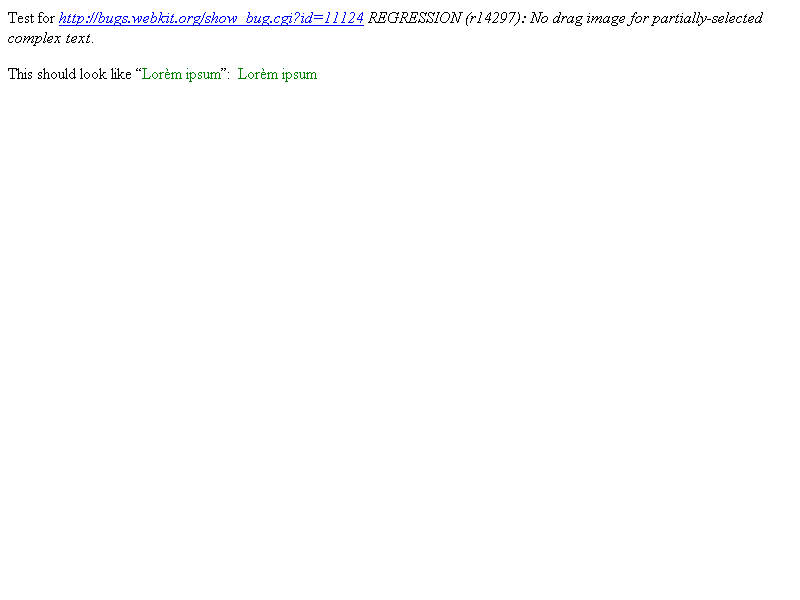 Test for http://bugs.webkit.org/show_bug.cgi?id=11124 REGRESSION (r14297): No drag image for partially-selected
complex text.
This should look like “Lorèm ipsum”: Lorèm ipsum